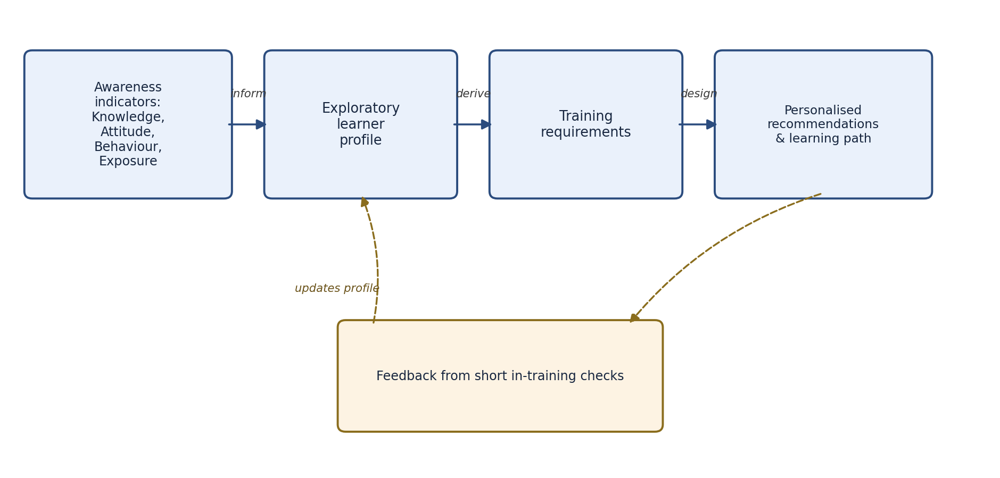 Awareness
indicators:
Knowledge,
Attitude,
Behaviour,
Exposure
inform
Exploratory
learner
profile
derive
Training
requirements
design
Personalised
recommendations
& learning path
updates profile
Feedback from short in-training checks